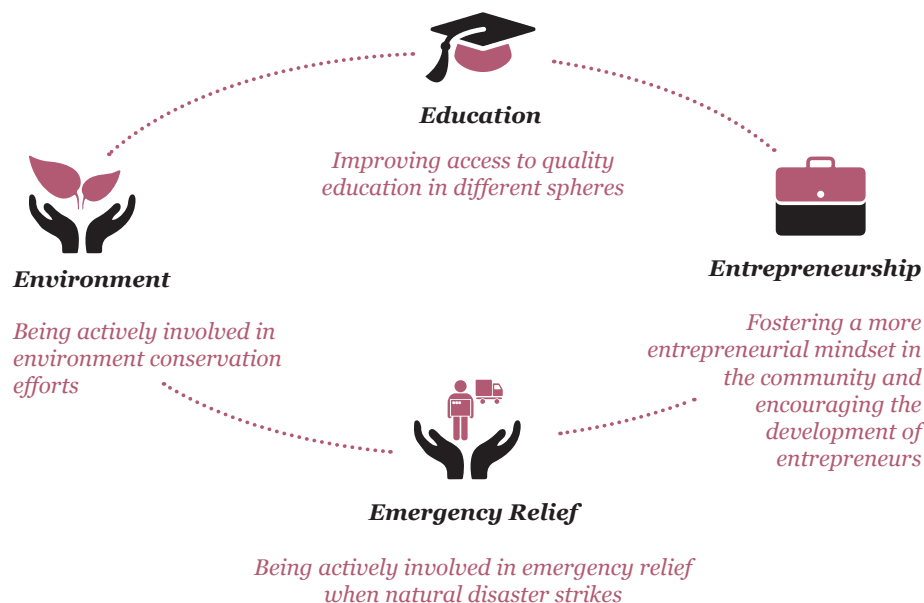 Education
Improving access to quality
education in different spheres
Environment
Being actively involved in
environment conservation
efforts
Entrepreneurship
Fostering a more
entrepreneurial mindset in
the community and
encouraging the
development of
entrepreneurs
Emergency Relief
Being actively involved in emergency relief
when natural disaster strikes